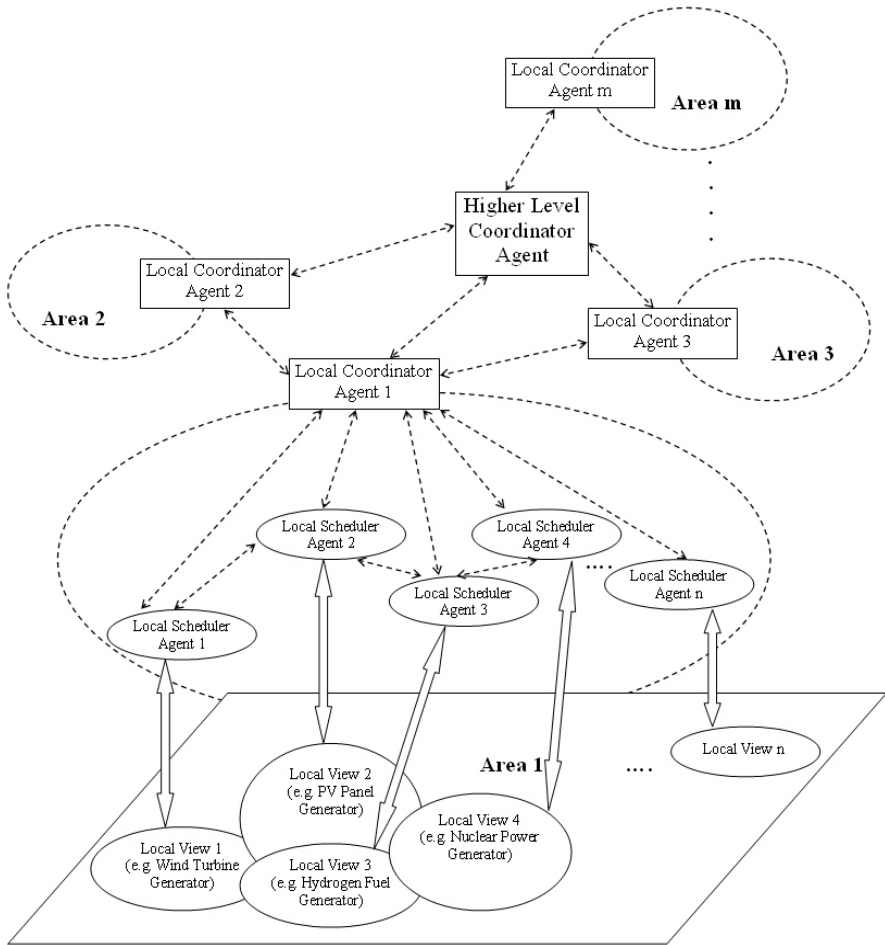 Local Coordinator
Agent m
Area m
.
.
.
.
Higher Level
Coordinator
Agent
Local Coordinator
Agent 2
Area 2
Local Coordinator
Agent 3
Area 3
Local Coordinator
Agent 1
Local Scheduler
Agent 2
Local Scheduler
Agent 4
....
Local Scheduler
Agent n
Local Scheduler
Agent 3
Local Scheduler
Agent 1
Area 1
....
Local View n
Local View 2
(e.g. PV Panel
Generator)
Local View 4
(e.g. Nuclear Power
Generator)
Local View 1
(e.g. Wind Turbine
Generator)
Local View 3
(e.g. Hydrogen Fuel
Generator)